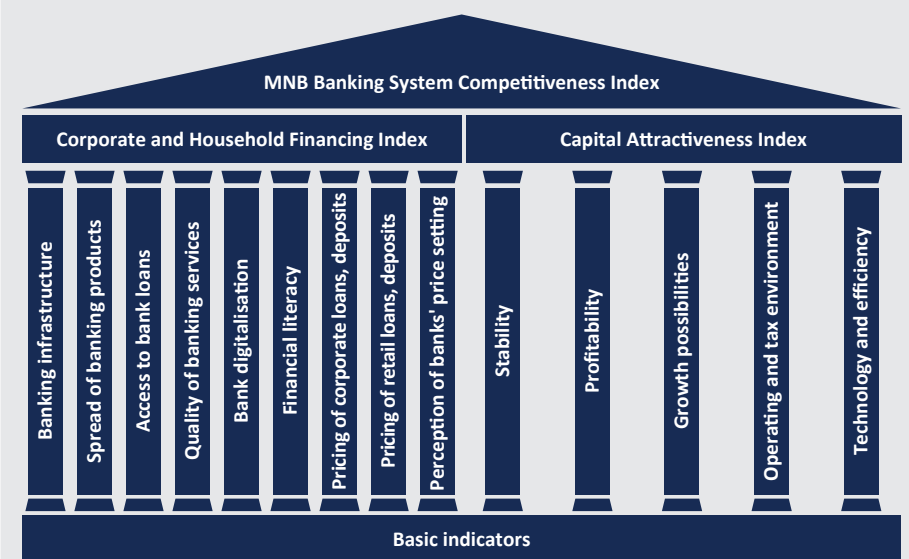 MNB Banking System Competitiveness Index
Corporate and Household Financing Index
Capital Attractiveness Index
Banking infrastructure
Spread of banking products
Access to bank loans
Quality of banking services
Bank digitalisation
Financial literacy
Pricing of corporate loans, deposits
Pricing of retail loans, deposits
Perception of banks' price setting
Stability
Profitability
Growth possibilities
Operating and tax environment
Technology and efficiency
Basic indicators